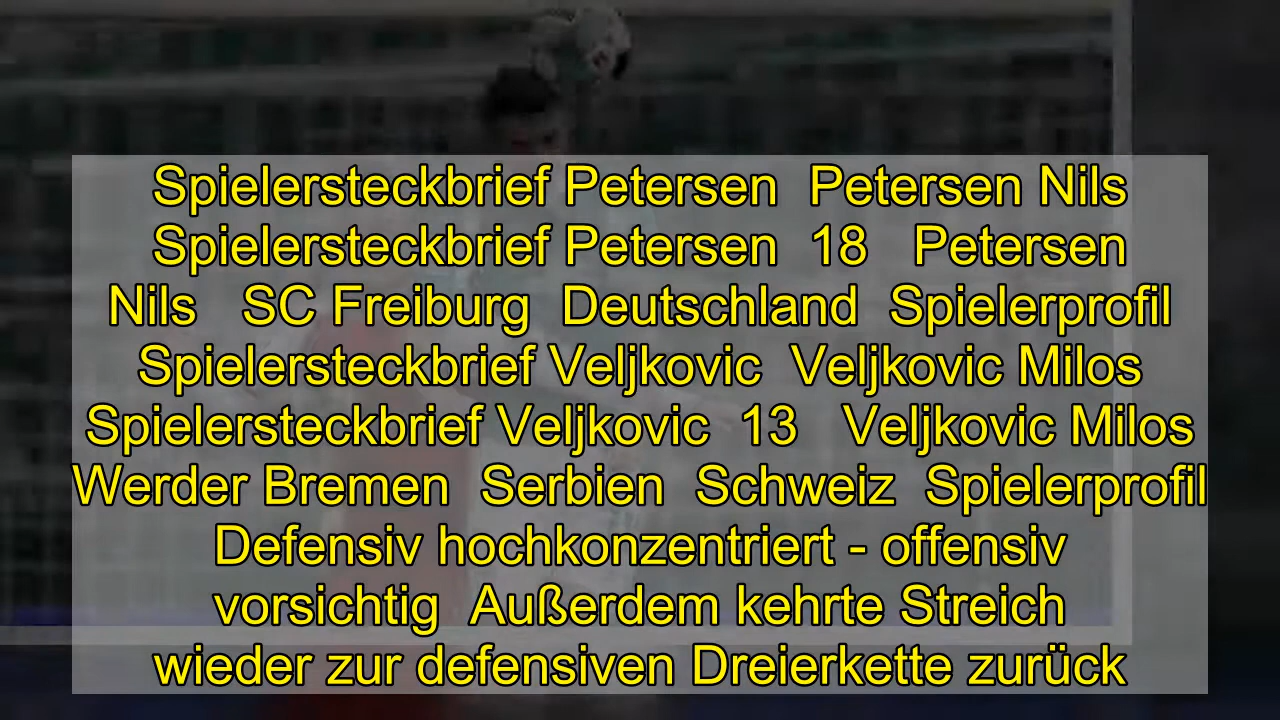 Spielersteckbrief Petersen  Petersen Nils
Spielersteckbrief Petersen  18   Petersen
Nils   SC Freiburg  Deutschland  Spielerprofil
Spielersteckbrief Veljkovic  Veljkovic Milos
Spielersteckbrief Veljkovic  13   Veljkovic Milos
Werder Bremen  Serbien  Schweiz  Spielerprofil
Defensiv hochkonzentriert - offensiv
vorsichtig  Außerdem kehrte Streich
wieder zur defensiven Dreierkette zurück